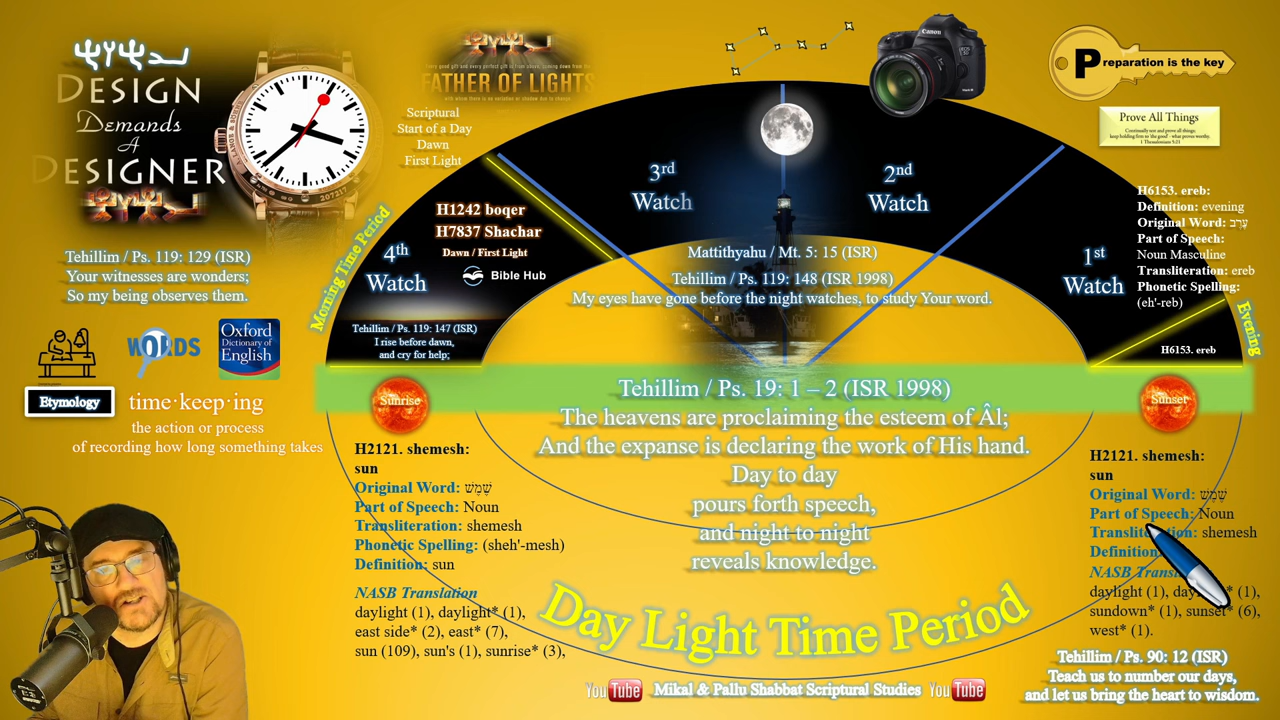 DESIGN
Demands
A
DESIGNER
Tehillim / Ps. 119: 129 (ISR)
Your witnesses are wonders;
So my being observes them.
WORDS
Oxford
Dictionary of
English
Etymology
time·keep·ing
the action or process
of recording how long something takes
FATHER OF LIGHTS
Scriptural
Start of a Day
Dawn
First Light
Morning Time Period
H1242 boqer
H7837 Shachar
Dawn / First Light
Bible Hub
4th
Watch
Tehillim / Ps. 119: 147 (ISR)
I rise before dawn,
and cry for help;
3rd
Watch
2nd
Watch
1st
Watch
Mattithyahu / Mt. 5: 15 (ISR)
Tehillim / Ps. 119: 148 (ISR 1998)
My eyes have gone before the night watches, to study Your word.
Canon
Preparation is the key
Prove All Things
1 Thessalonians 5:21
H6153. ereb:
Definition: evening
Original Word: עֶרֶב
Part of Speech:
Noun Masculine
Transliteration: ereb
Phonetic Spelling:
(eh'-reb)
H6153. ereb
Evening
Sunrise
Sunset
Tehillim / Ps. 19: 1 – 2 (ISR 1998)
The heavens are proclaiming the esteem of Âl;
And the expanse is declaring the work of His hand.
Day to day
pours forth speech,
and night to night
reveals knowledge.
H2121. shemesh:
sun
Original Word: שֶׁמֶשׁ
Part of Speech: Noun
Transliteration: shemesh
Phonetic Spelling: (sheh'-mesh)
Definition: sun
NASB Translation
daylight (1), daylight* (1),
east side* (2), east* (7),
sun (109), sun's (1), sunrise* (3),
H2121. shemesh:
sun
Original Word: שֶׁמֶשׁ
Part of Speech: Noun
shemesh
Definition
NASB
daylight (1), (1),
sundown* (1), sunset* (6),
west* (1).
Day Light Time Period
YouTube Mikal & Pallu Shabbat Scriptural Studies YouTube
Tehillim / Ps. 90: 12 (ISR)
Teach us to number our days,
and let us bring the heart to wisdom.